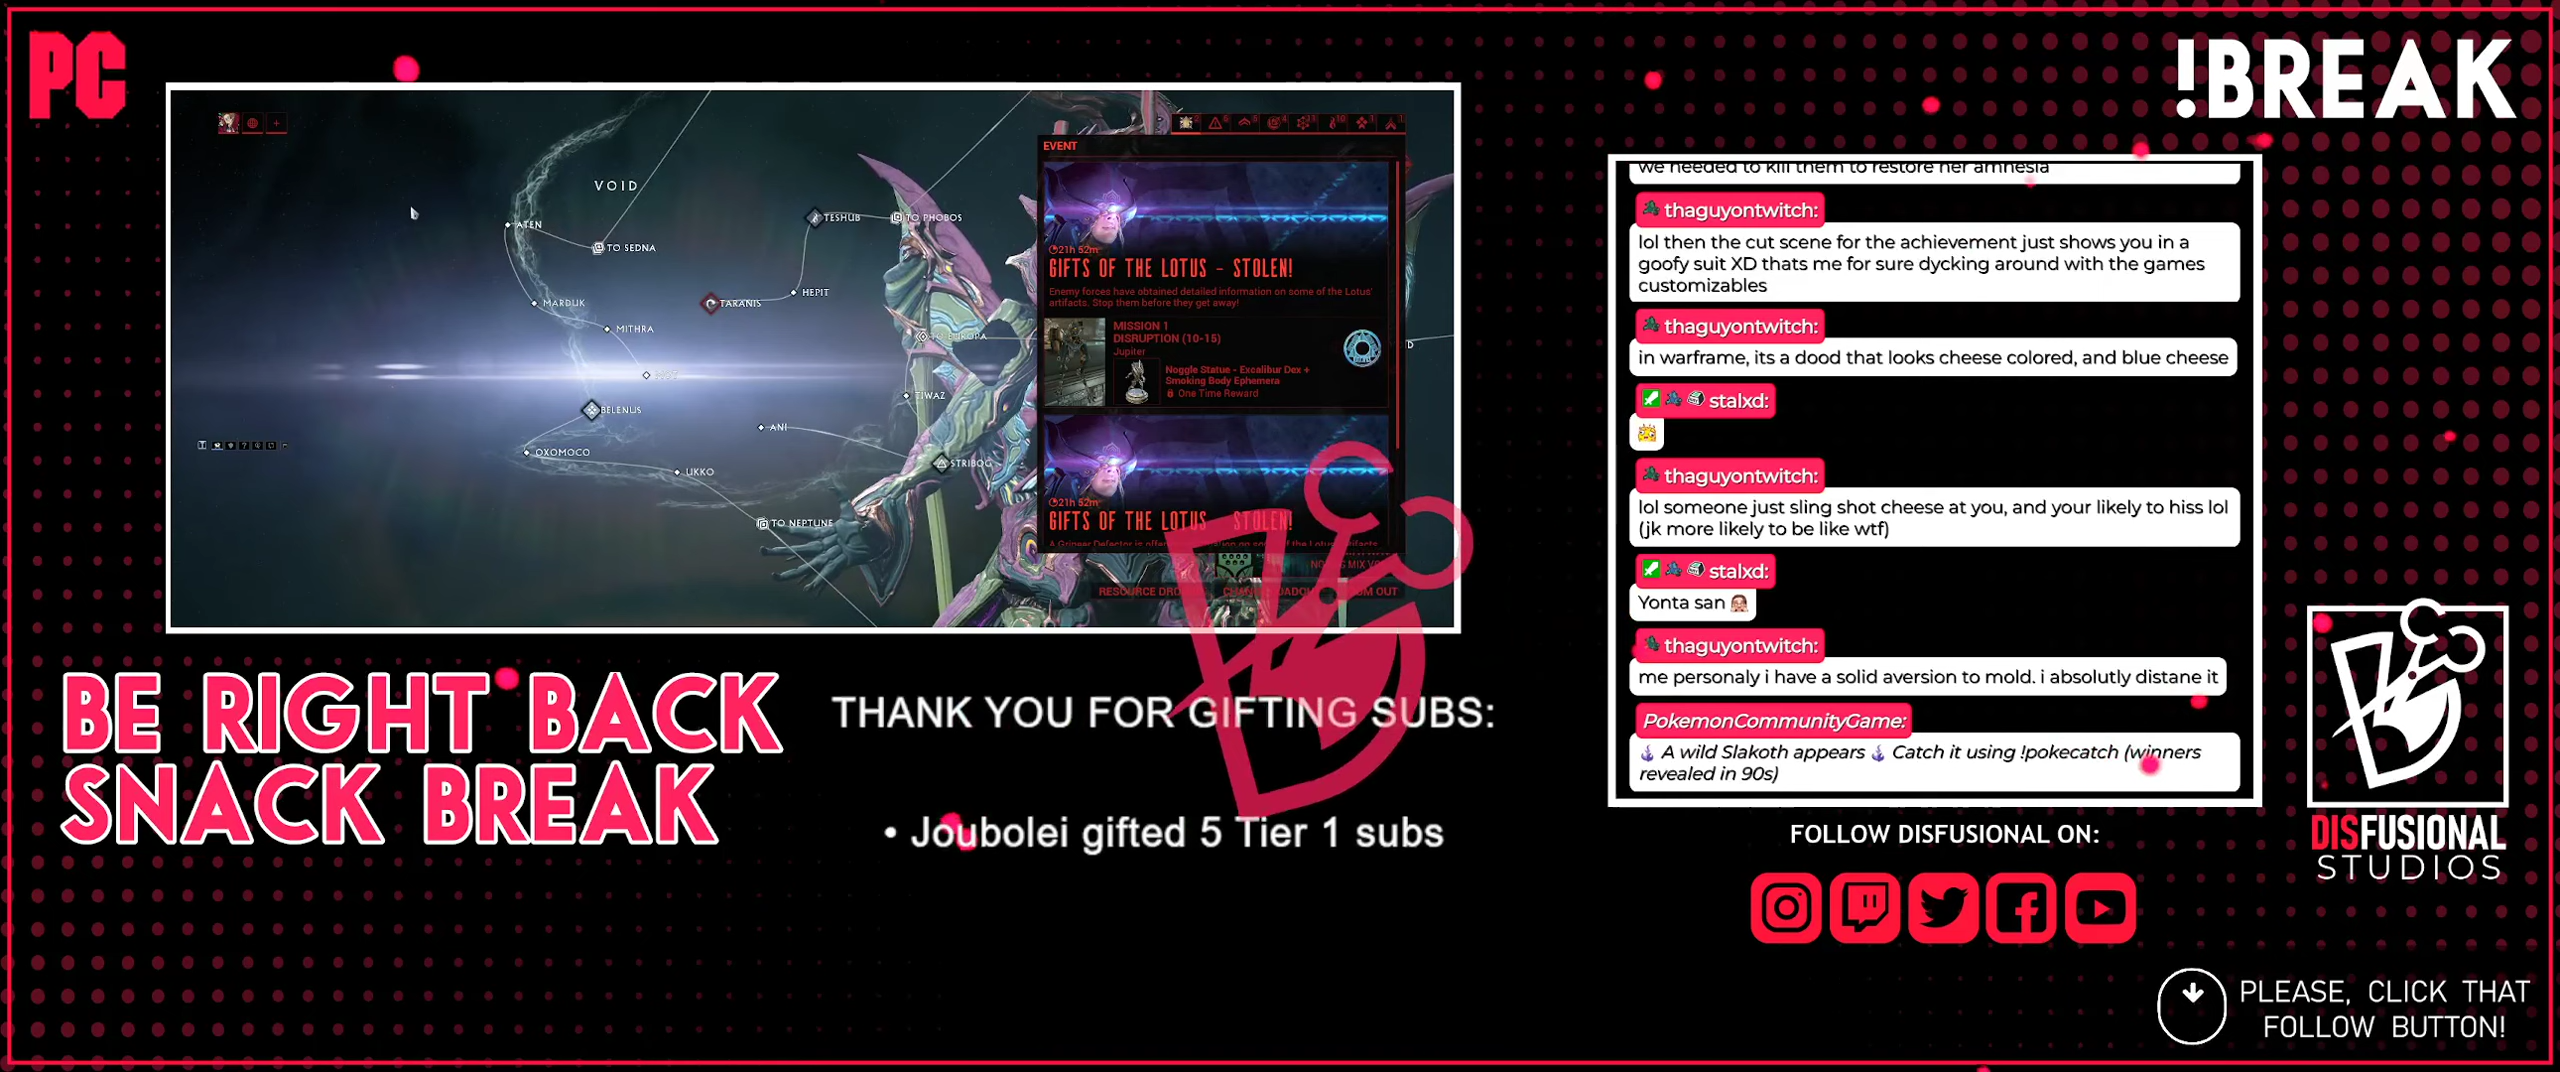 PC
!BREAK
VOID
ATEN
TO SEDNA
TESHUB
TO PHOBOS
MARDUK
TARANIS
HEPIT
MITHRA
TO EUROPA
BELENUS
TIWAZ
ANI
OXOMOCO
UKKO
STRIBOG
TO NEPTUNE
EVENT
21h 52m
GIFTS OF THE LOTUS - STOLEN!
Enemy forces have obtained detailed information on some of the Lotus'
artifacts. Stop them before they get away!
MISSION 1
DISRUPTION (10-15)
Jupiter
Noggle Statue - Excalibur Dex +
Smoking Body Ephemera
One Time Reward
21h 52m
GIFTS OF THE LOTUS - STOLEN!
RESOURCE
OUT
we needed to kill them to restore her amnesia
thaguyontwitch:
lol then the cut scene for the achievement just shows you in a
goofy suit XD thats me for sure dycking around with the games
customizables
thaguyontwitch:
in warframe, its a dood that looks cheese colored, and blue cheese
stalxd:
thaguyontwitch:
lol someone just sling shot cheese at you, and your likely to hiss lol
(jk more likely to be like wtf)
stalxd:
Yonta san
thaguyontwitch:
me personaly i have a solid aversion to mold. i absolutly distane it
PokemonCommunityGame:
A wild Slakoth appears Catch it using !pokecatch (winners
revealed in 90s)
BE RIGHT BACK
SNACK BREAK
THANK YOU FOR GIFTING SUBS:
• Joubolei gifted 5 Tier 1 subs
FOLLOW DISFUSIONAL ON:
DISFUSIONAL
STUDIOS
PLEASE, CLICK THAT
FOLLOW BUTTON!